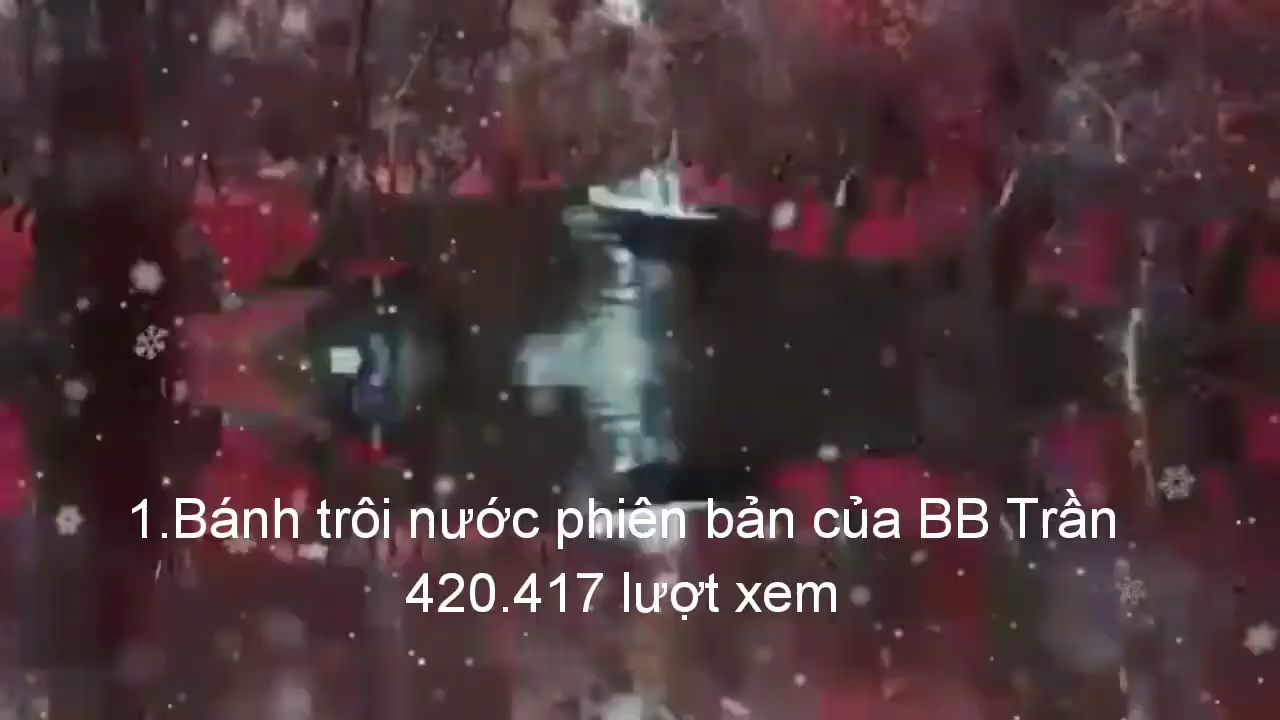 1.Bánh trôi nước phiên bản của BB Trần
420.417 lượt xem